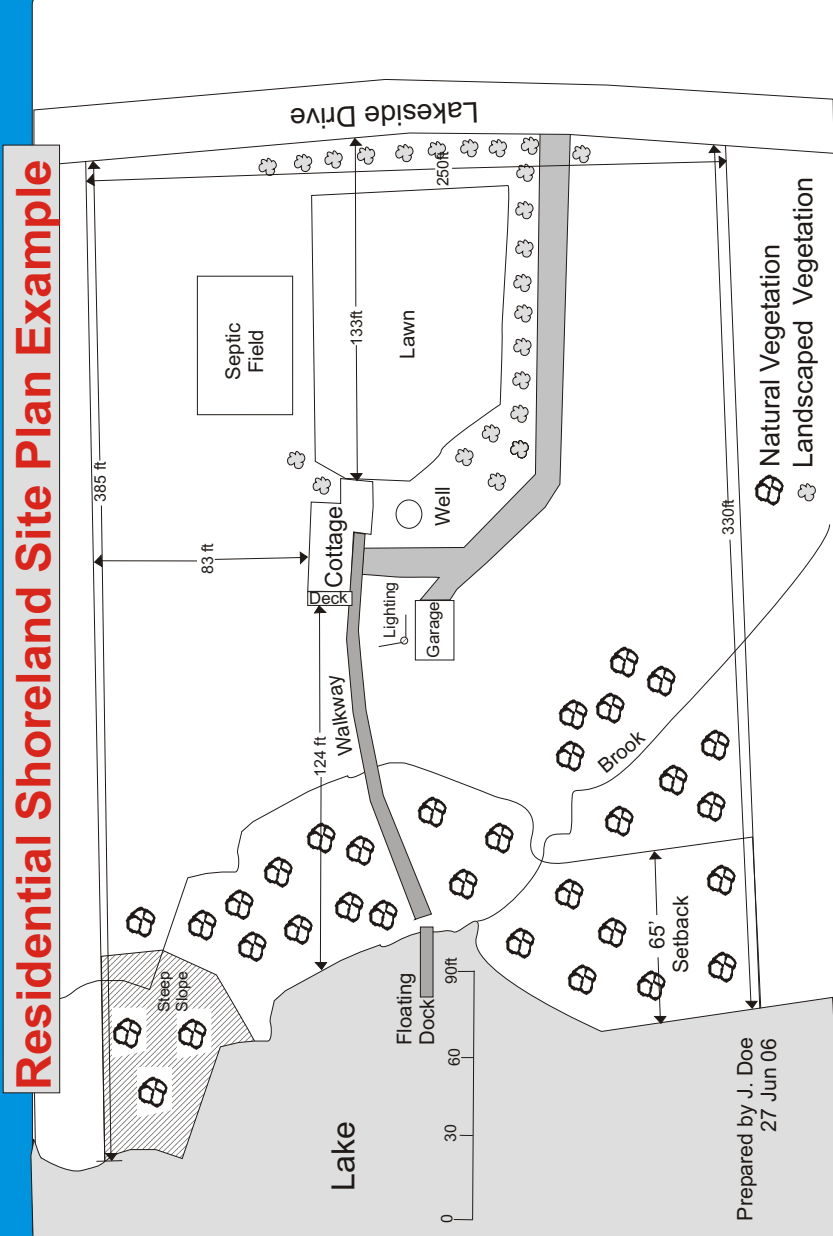 Residential Shoreland Site Plan Example
Lakeside Drive
385 ft
250ft
83 ft
Septic
Field
133ft
Lawn
Cottage
Deck
Well
Lighting
Garage
124 ft
Walkway
330ft
Brook
Steep
Slope
65'
Setback
Floating
Dock
Lake
0
30
60
90ft
Natural Vegetation
Landscaped Vegetation
Prepared by J. Doe
27 Jun 06